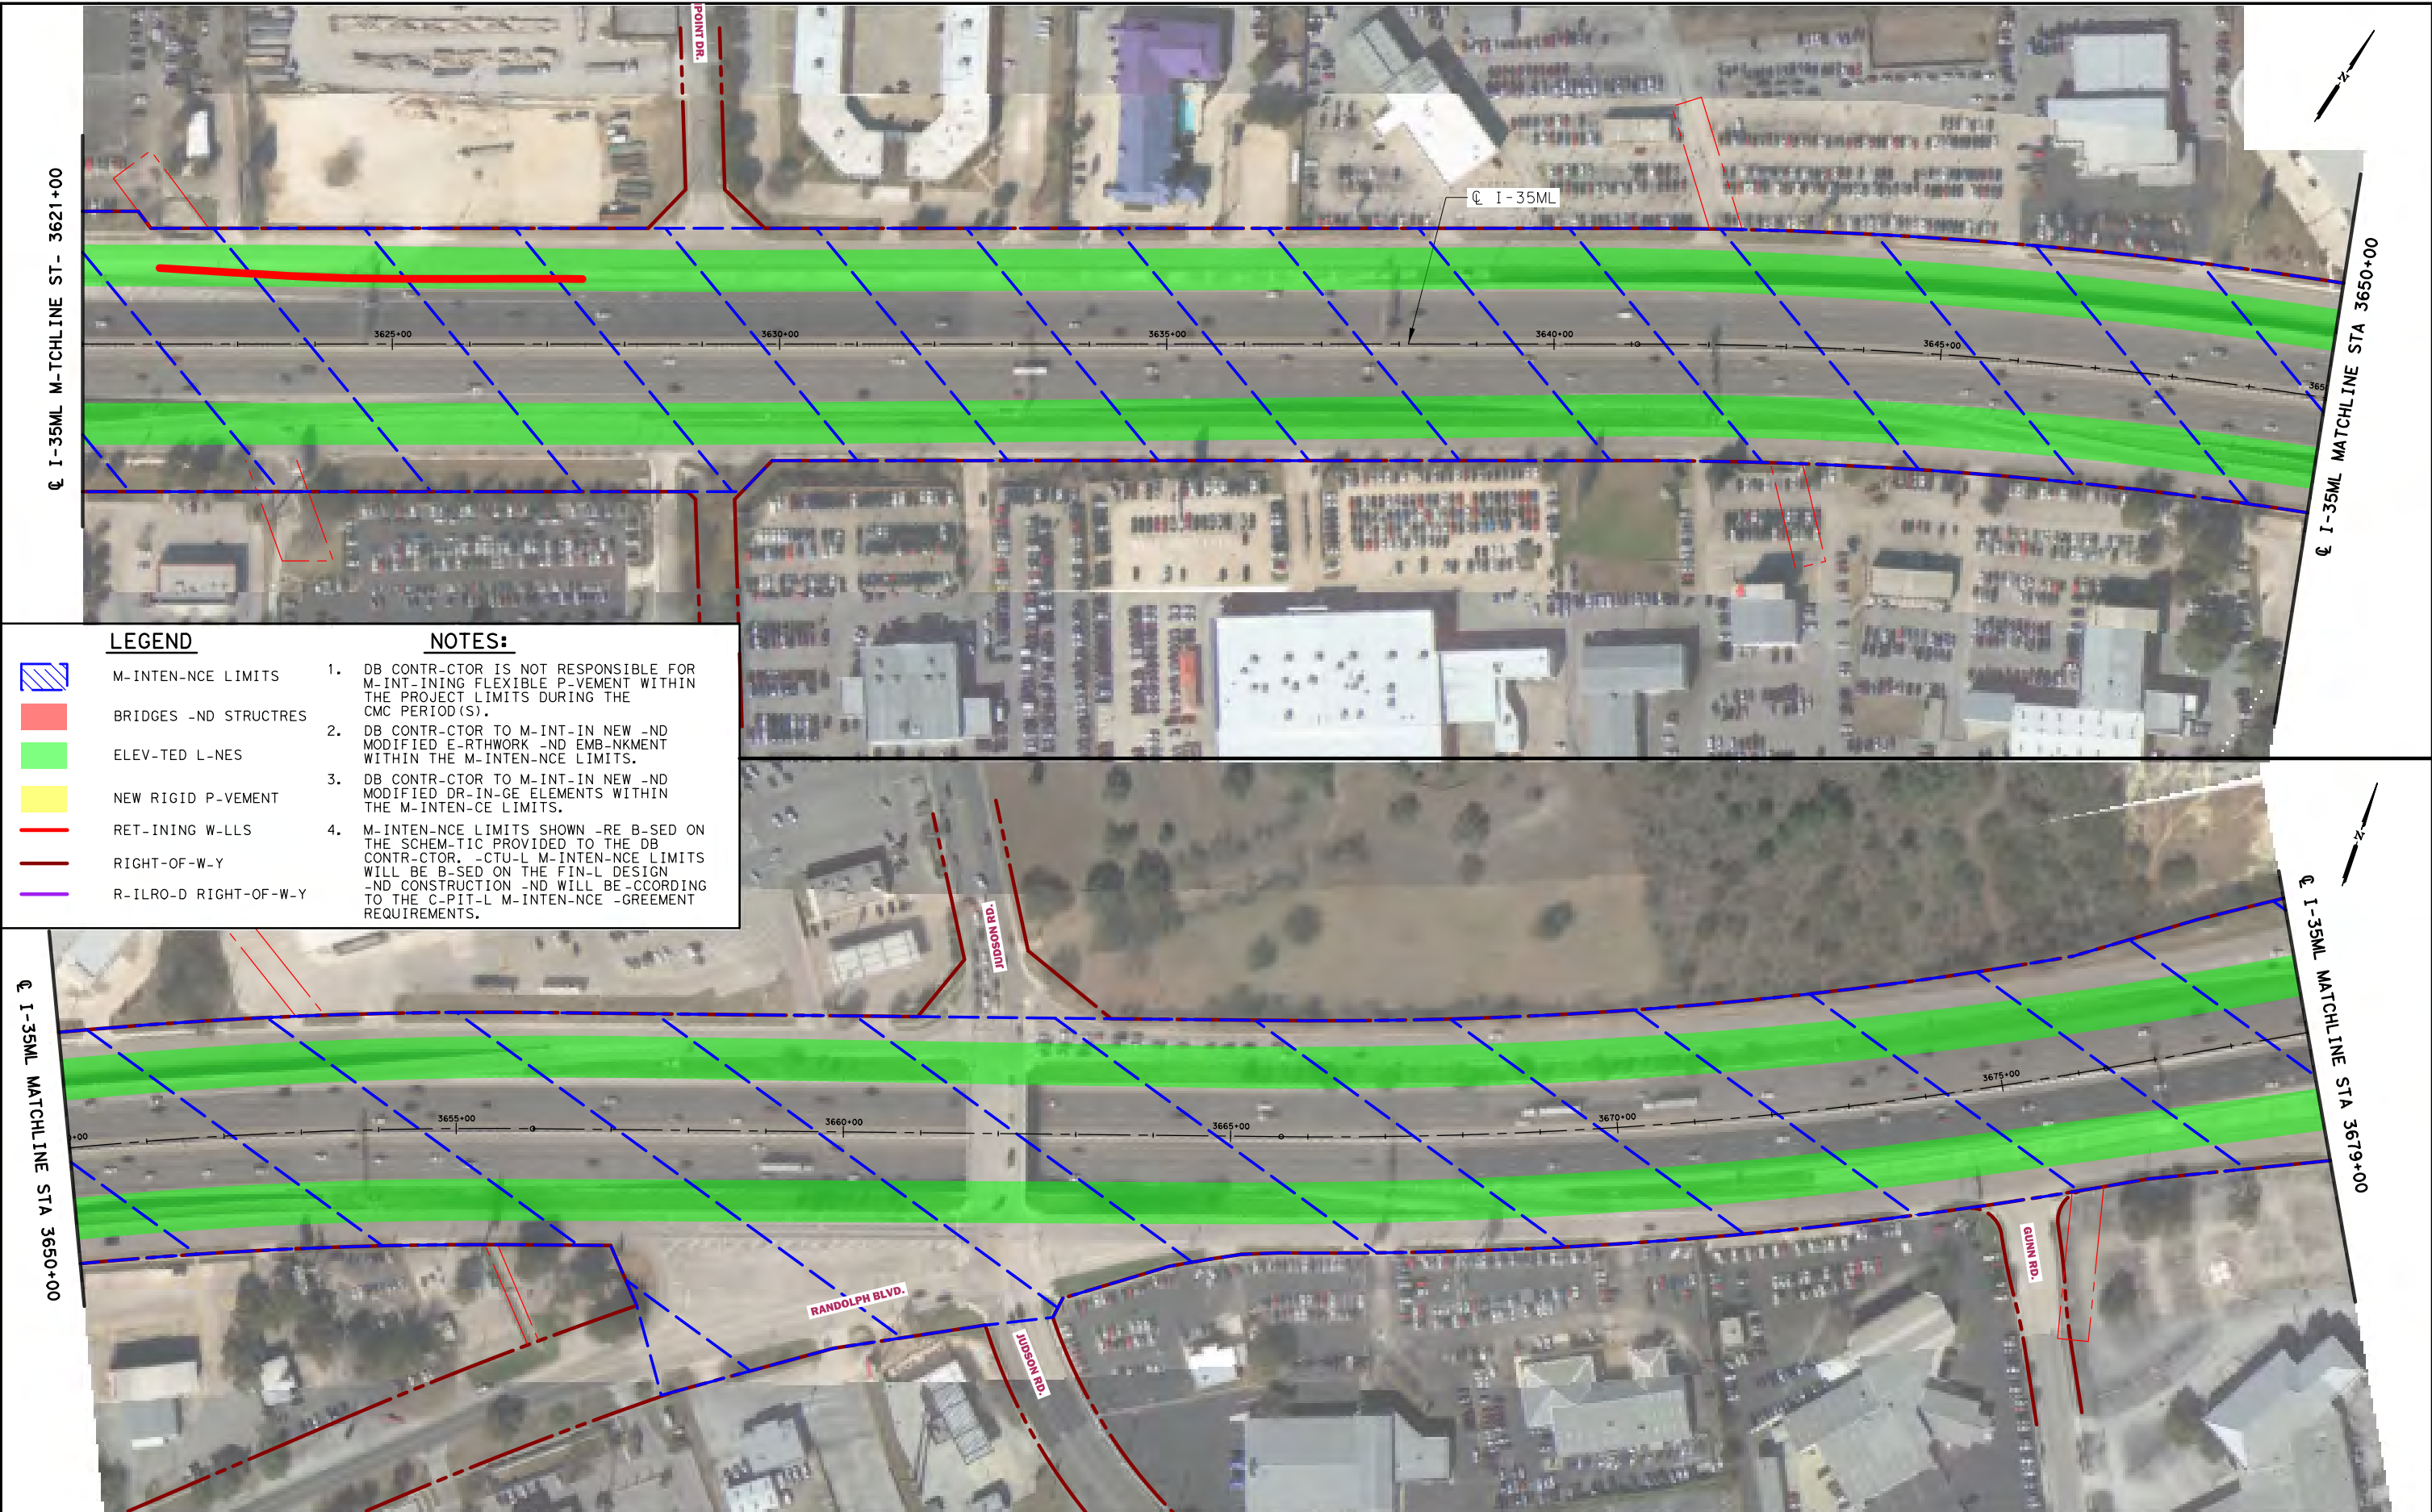 POINT DR.
N
℄ I-35ML M-TCHLINE ST- 3621+00
℄ I-35ML
3625+00
3630+00
3635+00
3640+00
3645+00
365
℄ I-35ML MATCHLINE STA 3650+00
LEGEND
M-INTEN-NCE LIMITS
BRIDGES -ND STRUCTRES
ELEV-TED L-NES
NEW RIGID P-VEMENT
RET-INING W-LLS
RIGHT-OF-W-Y
R-ILRO-D RIGHT-OF-W-Y
NOTES:
1. DB CONTR-CTOR IS NOT RESPONSIBLE FOR
M-INT-INING FLEXIBLE P-VEMENT WITHIN
THE PROJECT LIMITS DURING THE
CMC PERIOD(S).
2. DB CONTR-CTOR TO M-INT-IN NEW -ND
MODIFIED E-RTHWORK -ND EMB-NKMENT
WITHIN THE M-INTEN-NCE LIMITS.
3. DB CONTR-CTOR TO M-INT-IN NEW -ND
MODIFIED DR-IN-GE ELEMENTS WITHIN
THE M-INTEN-CE LIMITS.
4. M-INTEN-NCE LIMITS SHOWN -RE B-SED ON
THE SCHEM-TIC PROVIDED TO THE DB
CONTR-CTOR. -CTU-L M-INTEN-NCE LIMITS
WILL BE B-SED ON THE FIN-L DESIGN
-ND CONSTRUCTION -ND WILL BE-CCORDING
TO THE C-PIT-L M-INTEN-NCE -GREEMENT
REQUIREMENTS.
N
JUDSON RD.
℄ I-35ML MATCHLINE STA 3650+00
+00
3655+00
3660+00
3665+00
3670+00
3675+00
℄ I-35ML MATCHLINE STA 3679+00
RANDOLPH BLVD.
JUDSON RD.
GUNN RD.